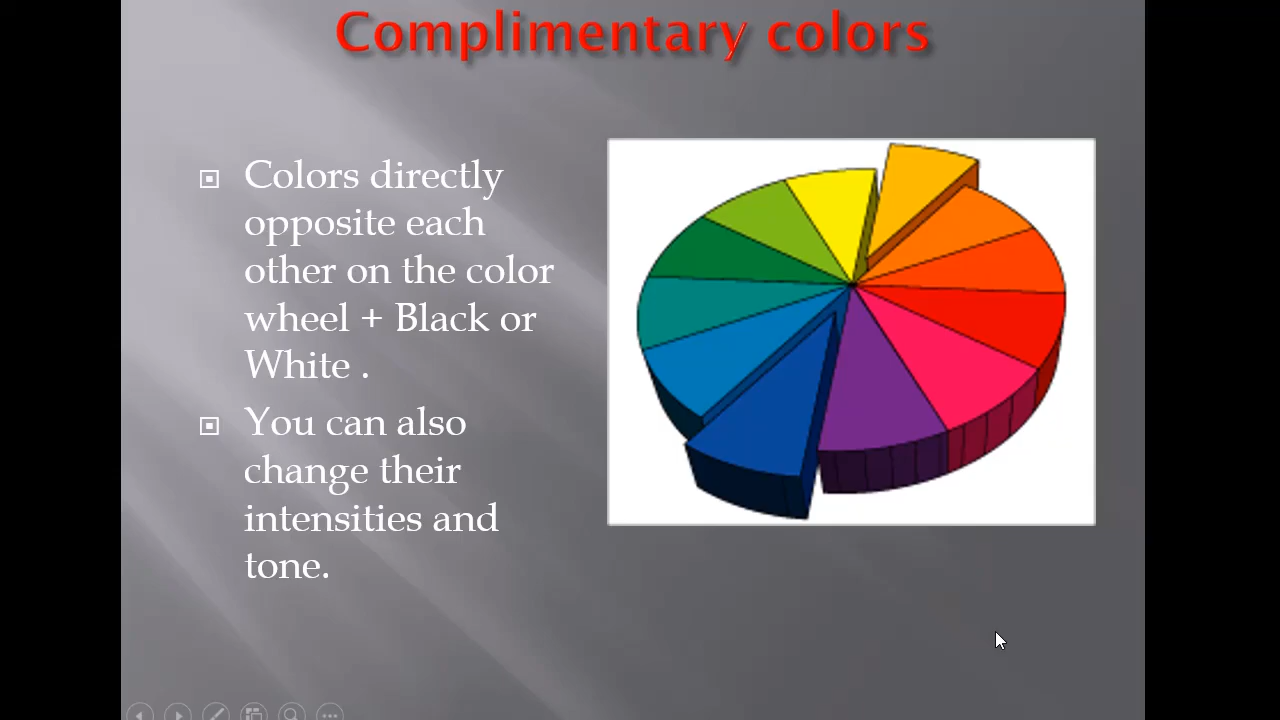 Complimentary colors
Colors directly
opposite each
other on the color
wheel + Black or
White .
You can also
change their
intensities and
tone.